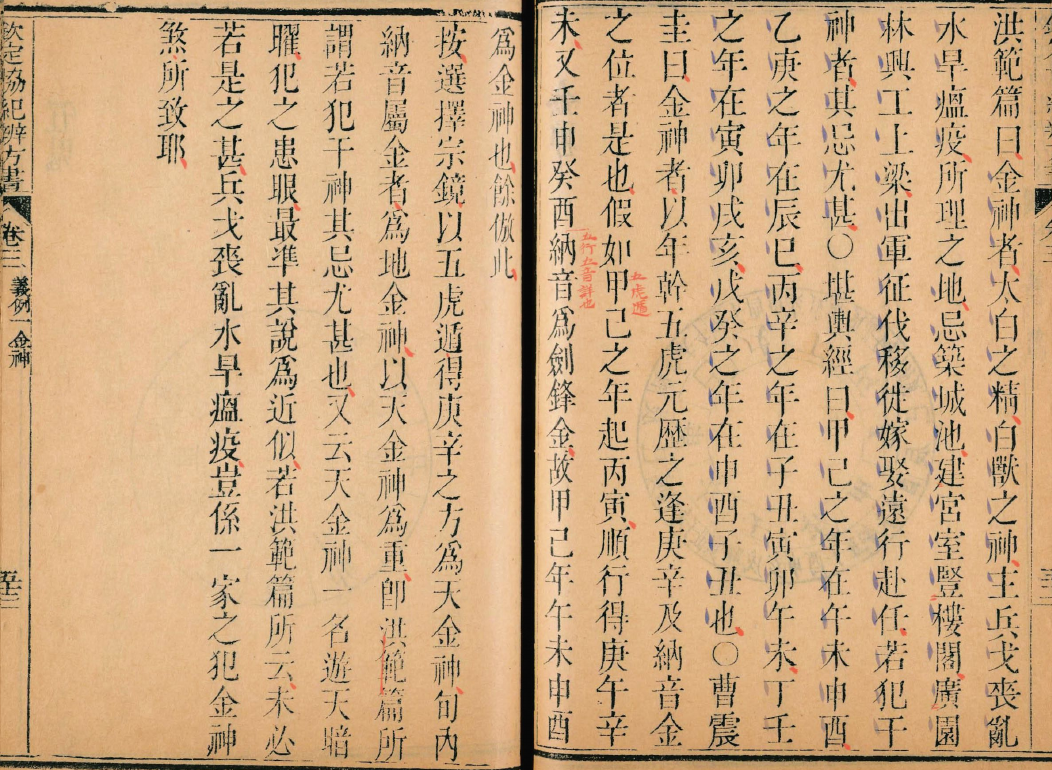 洪範篇曰金神者太白之精白獸之神主兵戈喪亂
水旱瘟疫所理之地忌築城池建宮室豎樓閣廣園
林興工上梁出軍征伐移徙嫁娶遠行赴任若犯干
神者其忌尤甚○堪輿經曰甲己之年在午未申酉
乙庚之年在辰巳丙辛之年在子丑寅卯午未丁壬
之年在寅卯戌亥戊癸之年在申酉子丑也○曹震
圭曰金神者以年幹五虎元歴之逢庚辛及納音金
之位者是也假如甲己之年起丙寅順行得庚午辛
五虎遁
未又壬申癸酉納音爲劍鋒金故甲己年午未申酉
五行五音詳也
爲金神也餘倣此
按選擇宗鏡以五虎遁得庚辛之方爲天金神旬內
納音屬金者爲地金神以天金神爲重卽洪範篇所
謂若犯干神其忌尤甚也又云天金神一名遊天暗
曜犯之患眼最準其說爲近似若洪範篇所云未必
若是之甚兵戈喪亂水旱瘟疫豈係一家之犯金神
煞所致耶
欽定協紀辨方書
卷三 義例一 金神